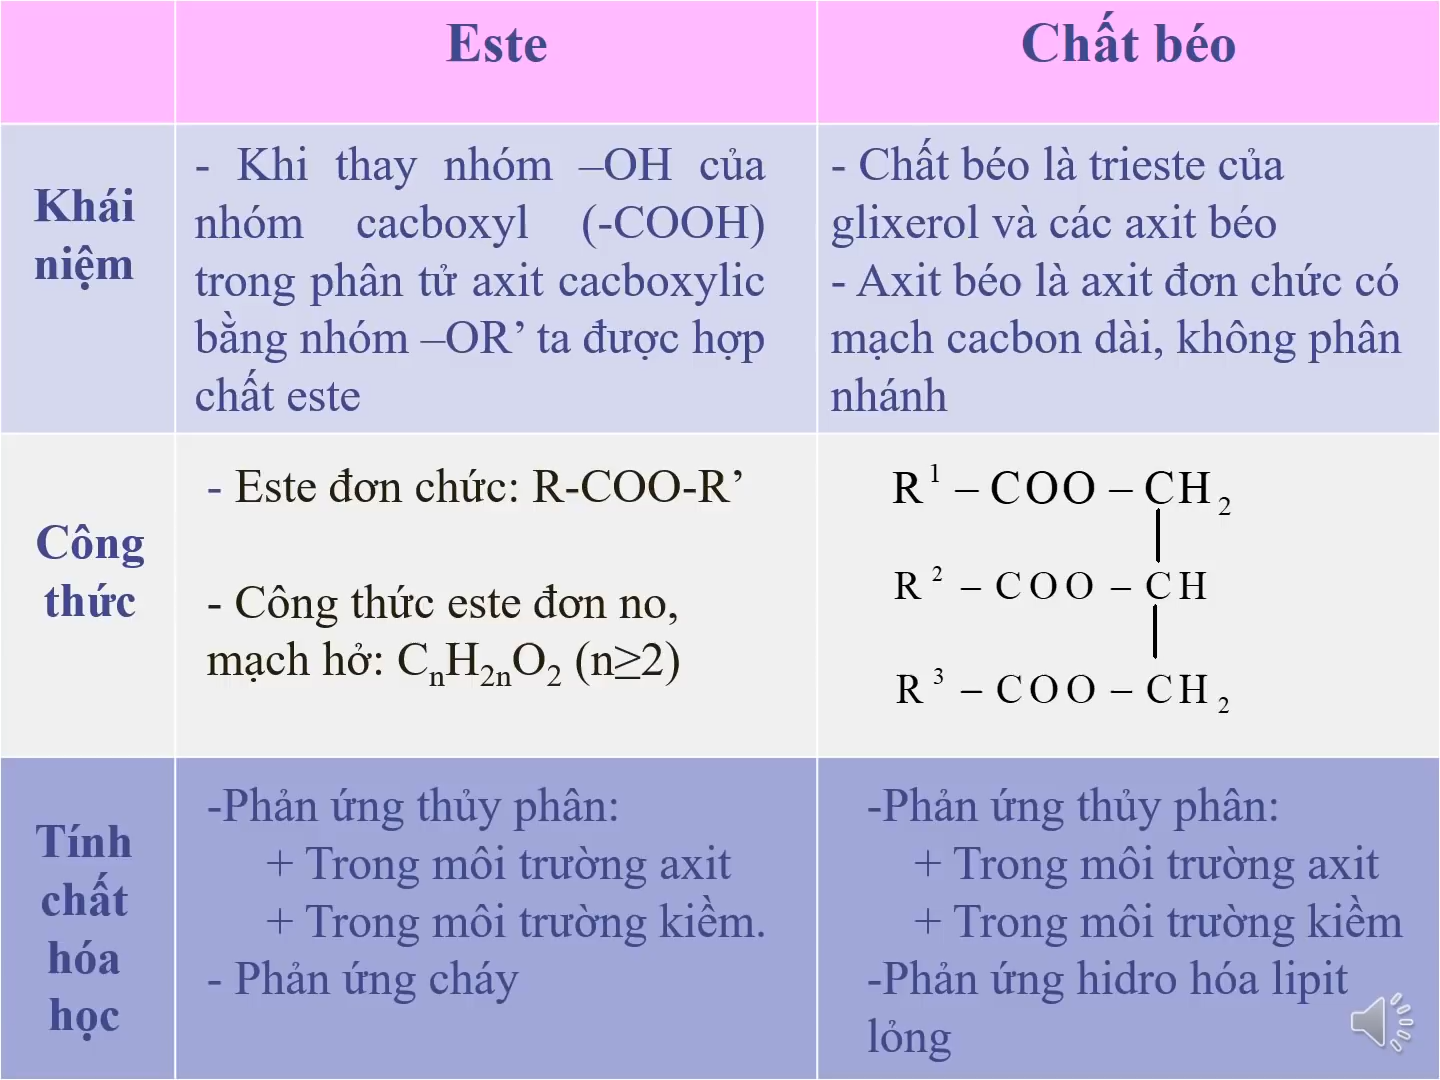 Este
Chất béo
Khái
niệm
- Khi thay nhóm –OH của
nhóm cacboxyl (-COOH)
trong phân tử axit cacboxylic
bằng nhóm –OR’ ta được hợp
chất este
- Chất béo là trieste của
glixerol và các axit béo
- Axit béo là axit đơn chức có
mạch cacbon dài, không phân
nhánh
Công
thức
- Este đơn chức: R-COO-R’
- Công thức este đơn no,
mạch hở: CₙH₂ₙO₂ (n≥2)
R¹ – COO – CH₂
R² – COO – CH
R³ – COO – CH₂
Tính
chất
hóa
học
-Phản ứng thủy phân:
+ Trong môi trường axit
+ Trong môi trường kiềm.
- Phản ứng cháy
-Phản ứng thủy phân:
+ Trong môi trường axit
+ Trong môi trường kiềm
-Phản ứng hidro hóa lipit
lỏng